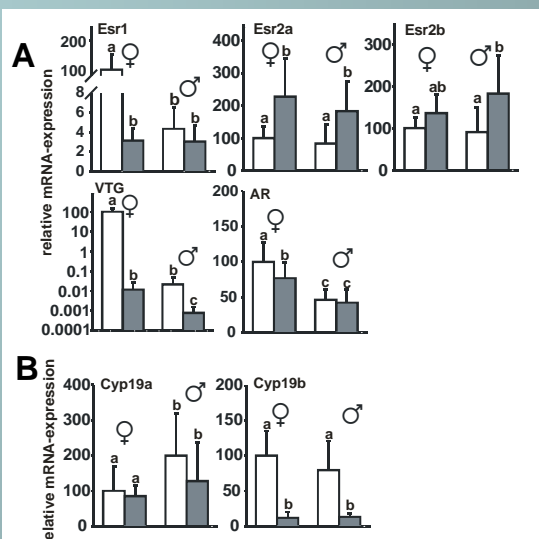 A
relative mRNA-expression
Esr1
200
100
8
6
4
2
0
a
b
b
b
♀
♂
Esr2a
400
300
200
100
0
a
b
a
b
♀
♂
Esr2b
300
200
100
0
a
ab
a
b
♀
♂
VTG
100
10
1
0.1
0.01
0.001
0.0001
a
b
b
c
♀
♂
AR
200
150
100
50
0
a
b
c
c
♀
♂
B
relative mRNA-expression
Cyp19a
400
300
200
100
0
a
a
b
b
♀
♂
Cyp19b
200
150
100
50
0
a
b
a
b
♀
♂